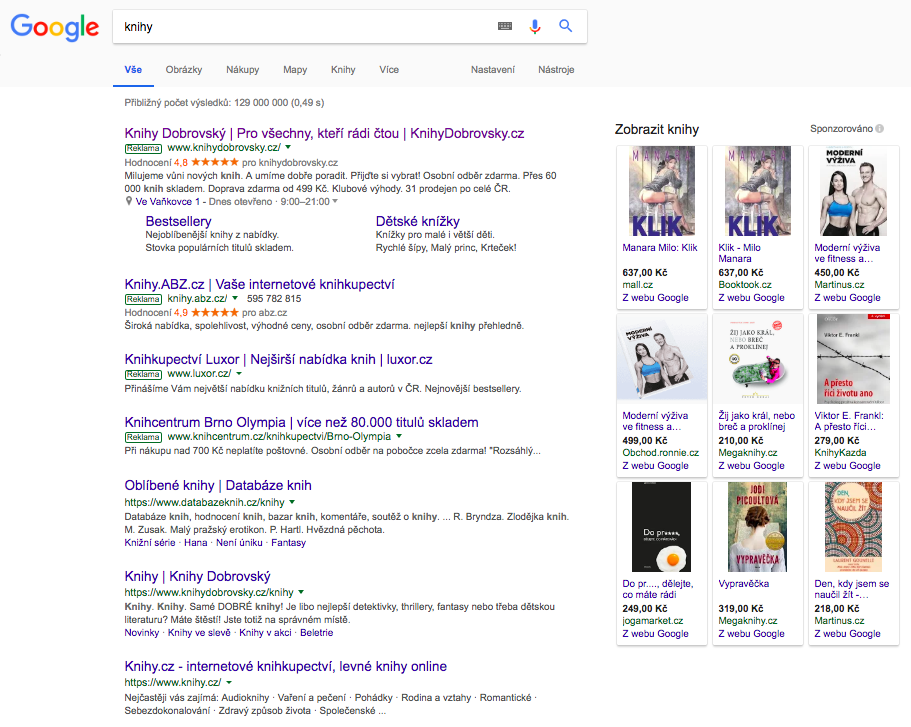 Google
knihy
Vše
Obrázky
Nákupy
Mapy
Knihy
Více
Nastavení
Nástroje
Přibližný počet výsledků: 129 000 000 (0,49 s)
Knihy Dobrovský | Pro všechny, kteří rádi čtou | KnihyDobrovsky.cz
Reklama www.knihydobrovsky.cz/
Hodnocení 4,8 ★★★★★ pro knihydobrovsky.cz
Milujeme vůni nových knih. A umíme dobře poradit. Přijďte si vybrat! Osobní odběr zdarma. Přes 60
000 knih skladem. Doprava zdarma od 499 Kč. Klubové výhody. 31 prodejen po celé ČR.
Ve Vaňkovce 1 - Dnes otevřeno · 9:00–21:00
Bestsellery
Nejoblíbenější knihy z nabídky.
Stovka populárních titulů skladem.
Dětské knížky
Knížky pro malé i větší děti.
Rychlé šípy, Malý princ, Krteček!
Knihy.ABZ.cz | Vaše internetové knihkupectví
Reklama knihy.abz.cz/ 595 782 815
Hodnocení 4,9 ★★★★★ pro abz.cz
Široká nabídka, spolehlivost, výhodné ceny, osobní odběr zdarma. nejlepší knihy přehledně.
Knihkupectví Luxor | Nejširší nabídka knih | luxor.cz
Reklama www.luxor.cz/
Přinášíme Vám největší nabídku knižních titulů, žánrů a autorů v ČR. Nejnovější bestsellery.
Knihcentrum Brno Olympia | více než 80.000 titulů skladem
Reklama www.knihcentrum.cz/knihkupectvi/Brno-Olympia
Při nákupu nad 700 Kč neplatíte poštovné. Osobní odběr na pobočce zcela zdarma! "Rozsáhlý...
Oblíbené knihy | Databáze knih
https://www.databazeknih.cz/knihy
Databáze knih, hodnocení knih, bazar knih, komentáře, soutěž o knihy. ... R. Bryndza. Zlodějka knih.
M. Zusak. Malý pražský erotikon. P. Hartl. Hvězdná pěchota.
Knižní série · Hana · Není úniku · Fantasy
Knihy | Knihy Dobrovský
https://www.knihydobrovsky.cz/knihy
Knihy. Knihy. Samé DOBRÉ knihy! Je libo nejlepší detektivky, thrillery, fantasy nebo třeba dětskou
literaturu? Máte štěstí! Jste totiž na správném místě.
Novinky · Knihy ve slevě · Knihy v akci · Beletrie
Knihy.cz - internetové knihkupectví, levné knihy online
https://www.knihy.cz/
Nejčastěji vás zajímá: Audioknihy · Vaření a pečení · Pohádky · Rodina a vztahy · Romantické ·
Sebezdokonalování · Zdravý způsob života · Společenské ...
Zobrazit knihy
Sponzorováno
MANARA
KLIK
Manara Milo: Klik
637,00 Kč
mall.cz
Z webu Google
MANARA
KLIK
Klik - Milo
Manara
637,00 Kč
Booktook.cz
Z webu Google
MODERNÍ
VÝŽIVA
Moderní výživa
ve fitness a...
450,00 Kč
Martinus.cz
Z webu Google
MODERNÍ
VÝŽIVA
Moderní výživa
ve fitness a...
499,00 Kč
Obchod.ronnie.cz
Z webu Google
ŽIJ JAKO KRÁL,
NEBO BREČ
A PROKLÍNEJ
Žij jako král, nebo
breč a proklínej
210,00 Kč
Megaknihy.cz
Z webu Google
Viktor E. Frankl
A přesto
říci životu ano
Viktor E. Frankl:
A přesto říci...
279,00 Kč
KnihyKazda
Z webu Google
Do pr.....,
Do pr...., dělejte,
co máte rádi
249,00 Kč
jogamarket.cz
Z webu Google
JODI
PICOULTOVÁ
VYPRAVĚČKA
Vypravěčka
319,00 Kč
Megaknihy.cz
Z webu Google
DEN,
KDY JSEM SE
NAUČIL ŽÍT
LAURENT GOUNELLE
Den, kdy jsem se
naučil žít -...
218,00 Kč
Martinus.cz
Z webu Google